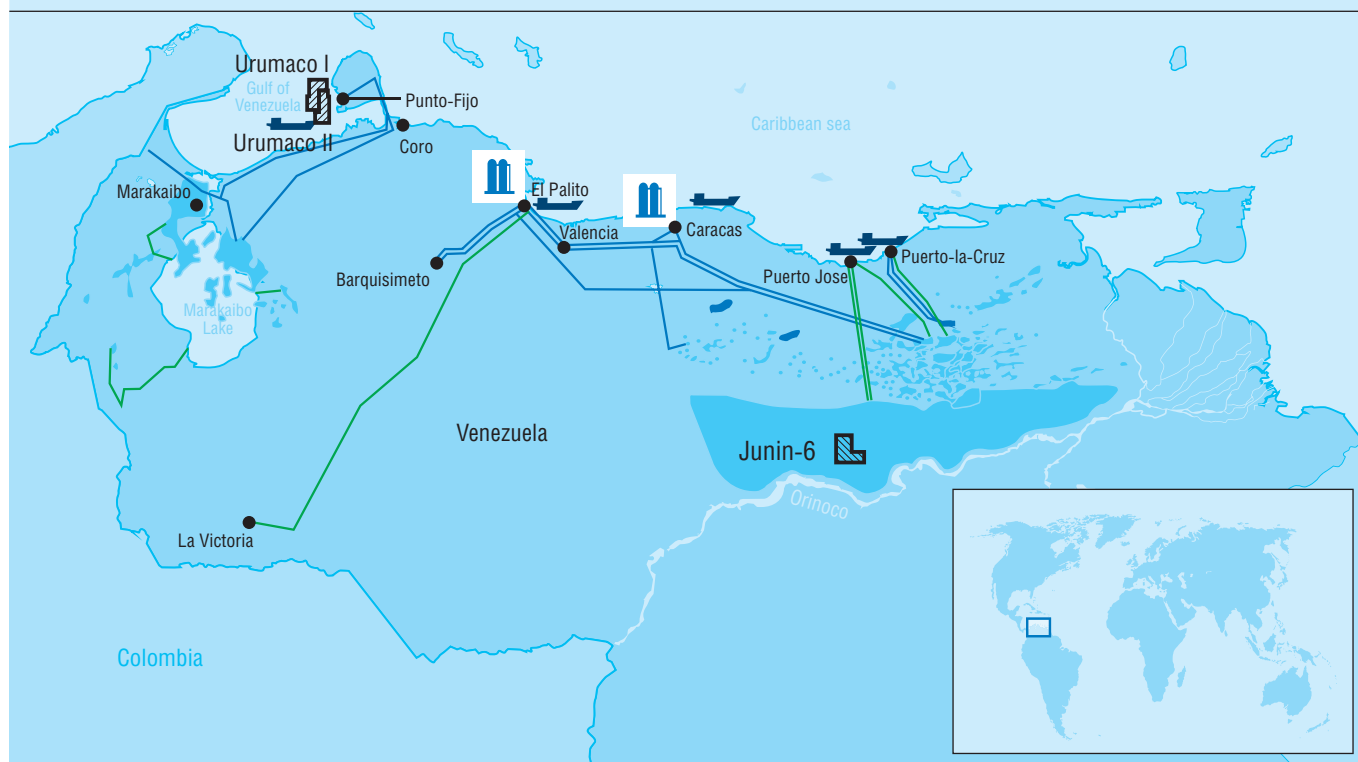 Urumaco I
Gulf of
Venezuela
Punto-Fijo
Urumaco II
Coro
Caribbean sea
Marakaibo
El Palito
Valencia
Caracas
Barquisimeto
Puerto Jose
Puerto-la-Cruz
Marakaibo
Lake
Venezuela
Junin-6
Orinoco
La Victoria
Colombia